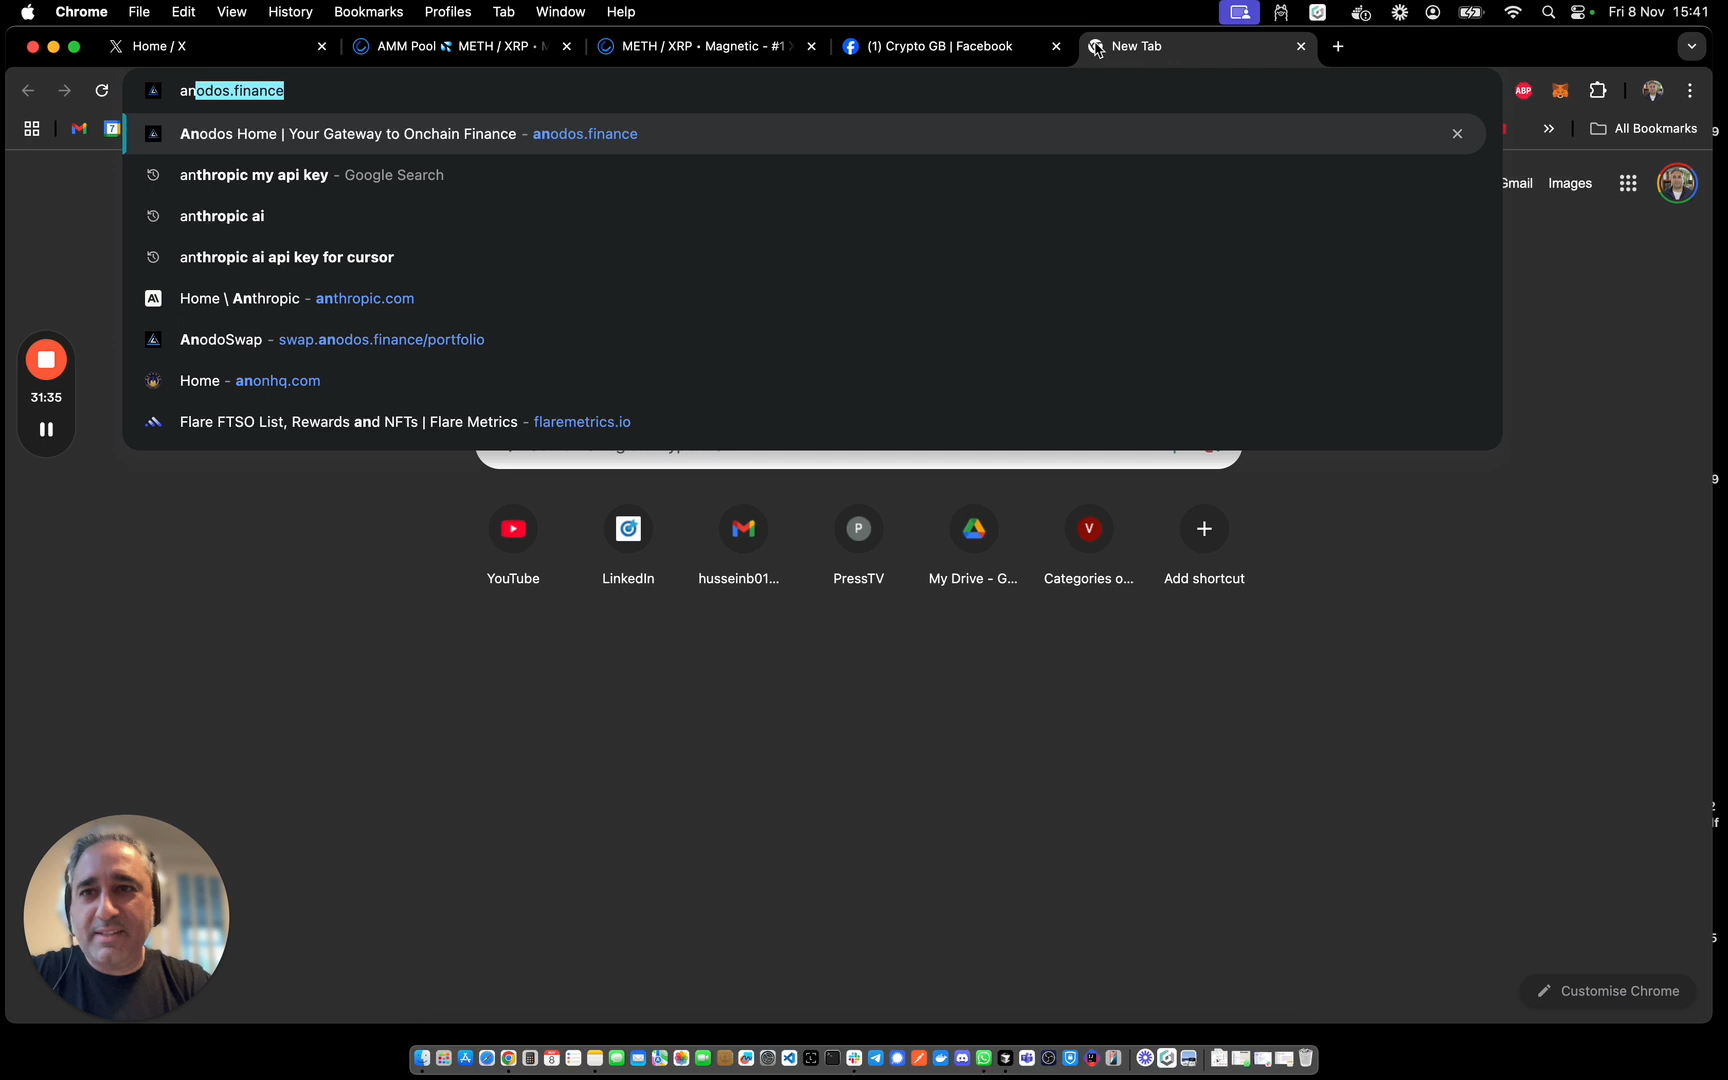 Chrome File Edit View History Bookmarks Profiles Tab Window Help Fri 8 Nov 15:41
Home / X AMM Pool METH / XRP • METH / XRP • Magnetic - #1 (1) Crypto GB | Facebook New Tab
anodos.finance
ABP
7 Anodos Home | Your Gateway to Onchain Finance - anodos.finance
» All Bookmarks
anthropic my api key - Google Search
Gmail Images
anthropic ai
anthropic ai api key for cursor
Home \ Anthropic - anthropic.com
AnodoSwap - swap.anodos.finance/portfolio
Home - anonhq.com
Flare FTSO List, Rewards and NFTs | Flare Metrics - flaremetrics.io
31:35
P V
YouTube LinkedIn husseinb01... PressTV My Drive - G... Categories o... Add shortcut
Customise Chrome